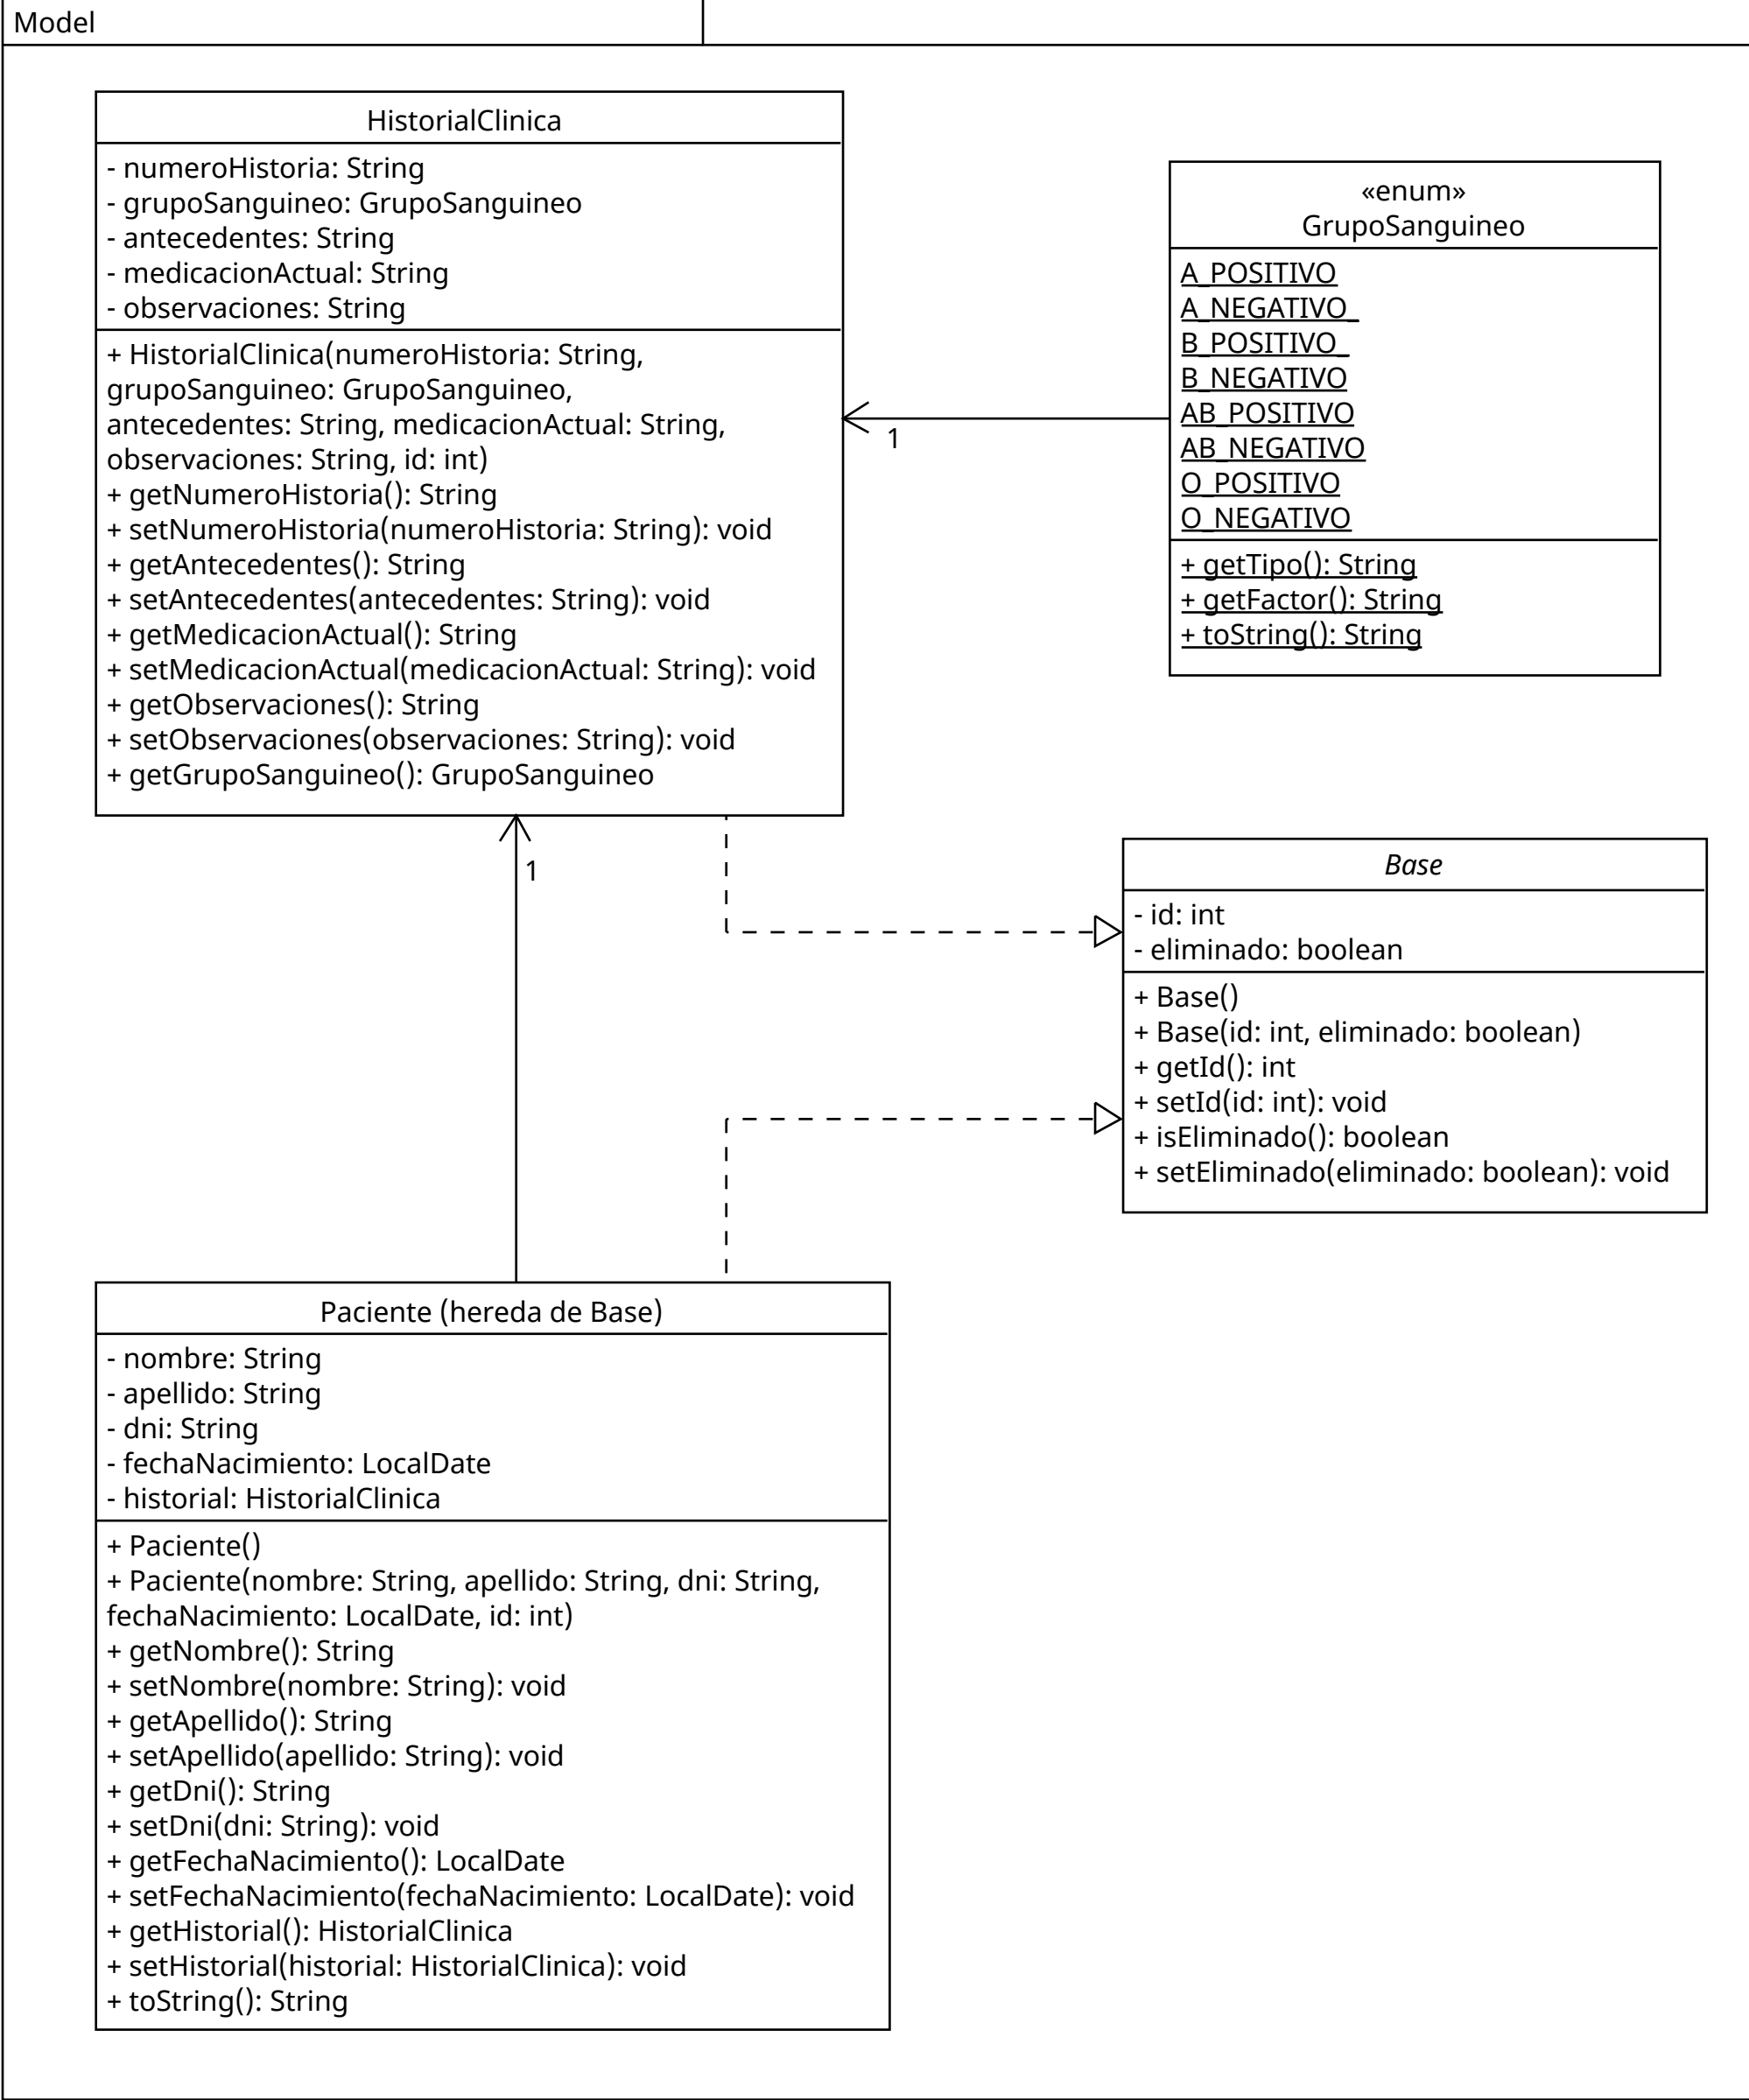 Model
HistorialClinica
- numeroHistoria: String
- grupoSanguineo: GrupoSanguineo
- antecedentes: String
- medicacionActual: String
- observaciones: String
+ HistorialClinica(numeroHistoria: String,
grupoSanguineo: GrupoSanguineo,
antecedentes: String, medicacionActual: String,
observaciones: String, id: int)
+ getNumeroHistoria(): String
+ setNumeroHistoria(numeroHistoria: String): void
+ getAntecedentes(): String
+ setAntecedentes(antecedentes: String): void
+ getMedicacionActual(): String
+ setMedicacionActual(medicacionActual: String): void
+ getObservaciones(): String
+ setObservaciones(observaciones: String): void
+ getGrupoSanguineo(): GrupoSanguineo
1
«enum»
GrupoSanguineo
A_POSITIVO
A_NEGATIVO_
B_POSITIVO_
B_NEGATIVO
AB_POSITIVO
AB_NEGATIVO
O_POSITIVO
O_NEGATIVO
+ getTipo(): String
+ getFactor(): String
+ toString(): String
1
Base
- id: int
- eliminado: boolean
+ Base()
+ Base(id: int, eliminado: boolean)
+ getId(): int
+ setId(id: int): void
+ isEliminado(): boolean
+ setEliminado(eliminado: boolean): void
Paciente (hereda de Base)
- nombre: String
- apellido: String
- dni: String
- fechaNacimiento: LocalDate
- historial: HistorialClinica
+ Paciente()
+ Paciente(nombre: String, apellido: String, dni: String,
fechaNacimiento: LocalDate, id: int)
+ getNombre(): String
+ setNombre(nombre: String): void
+ getApellido(): String
+ setApellido(apellido: String): void
+ getDni(): String
+ setDni(dni: String): void
+ getFechaNacimiento(): LocalDate
+ setFechaNacimiento(fechaNacimiento: LocalDate): void
+ getHistorial(): HistorialClinica
+ setHistorial(historial: HistorialClinica): void
+ toString(): String